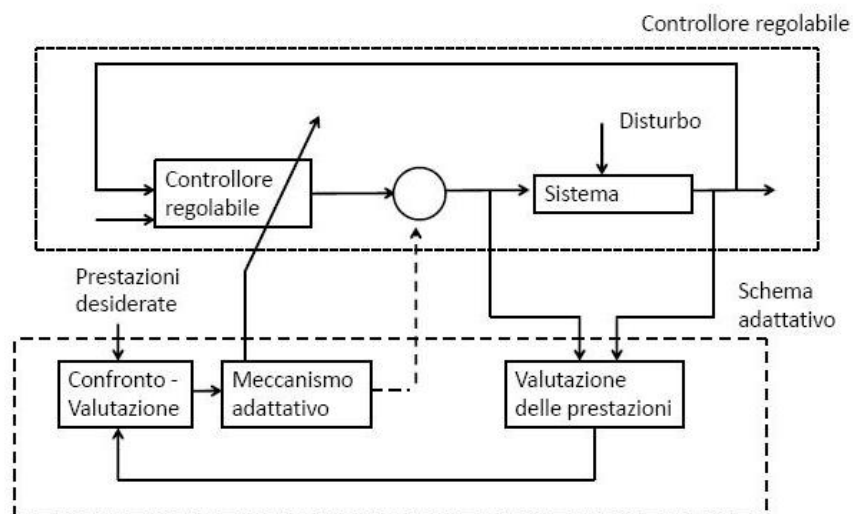 Controllore regolabile
Disturbo
Controllore
regolabile
Sistema
Prestazioni
desiderate
Schema
adattativo
Confronto -
Valutazione
Meccanismo
adattativo
Valutazione
delle prestazioni